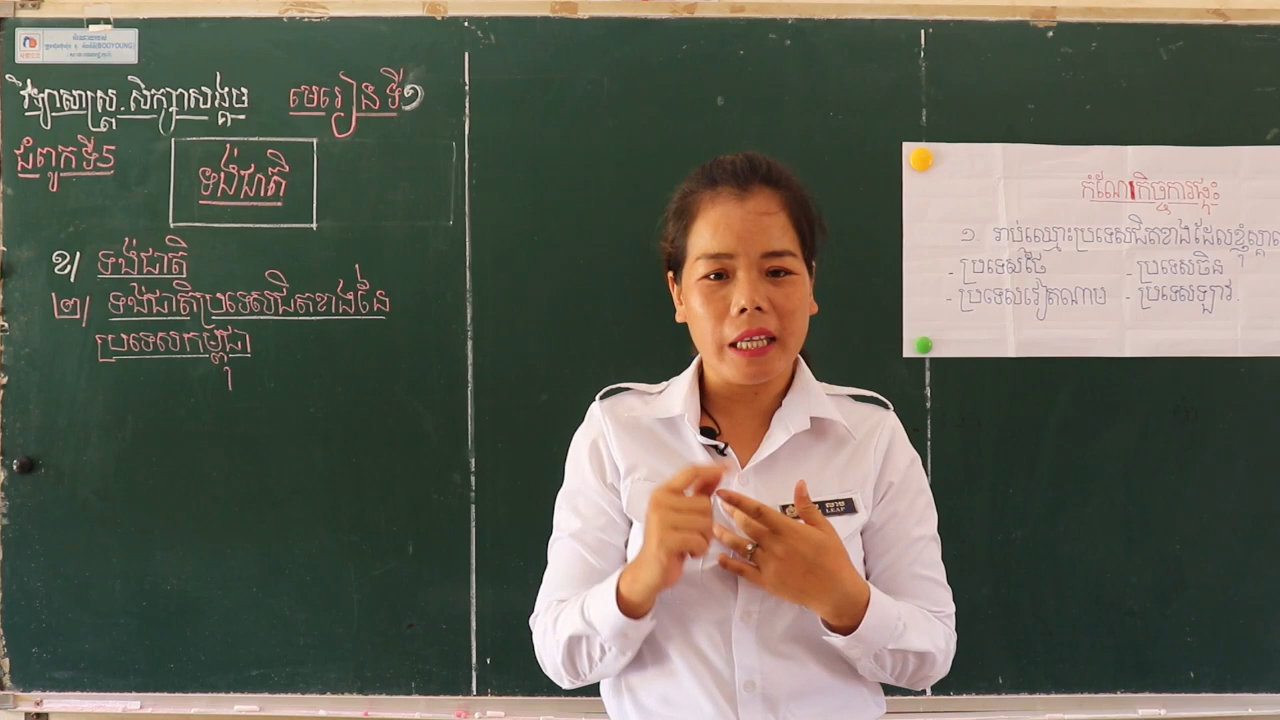 វិទ្យាសាស្ត្រ.សិក្សាសង្គម មេរៀនទី១
ជំពូកទី5
ទង់ជាតិ
ខ/ ទង់ជាតិ
២/ ទង់ជាតិប្រទេសជិតខាងនៃ
ប្រទេសកម្ពុជា
កំណែកិច្ចការផ្ទះ
១ រាប់ឈ្មោះប្រទេសជិតខាងដែលខ្ញុំស្គាល
- ប្រទេសថៃ - ប្រទេសចិន
- ប្រទេសវៀតណាម - ប្រទេសឡាវ.
LEAP